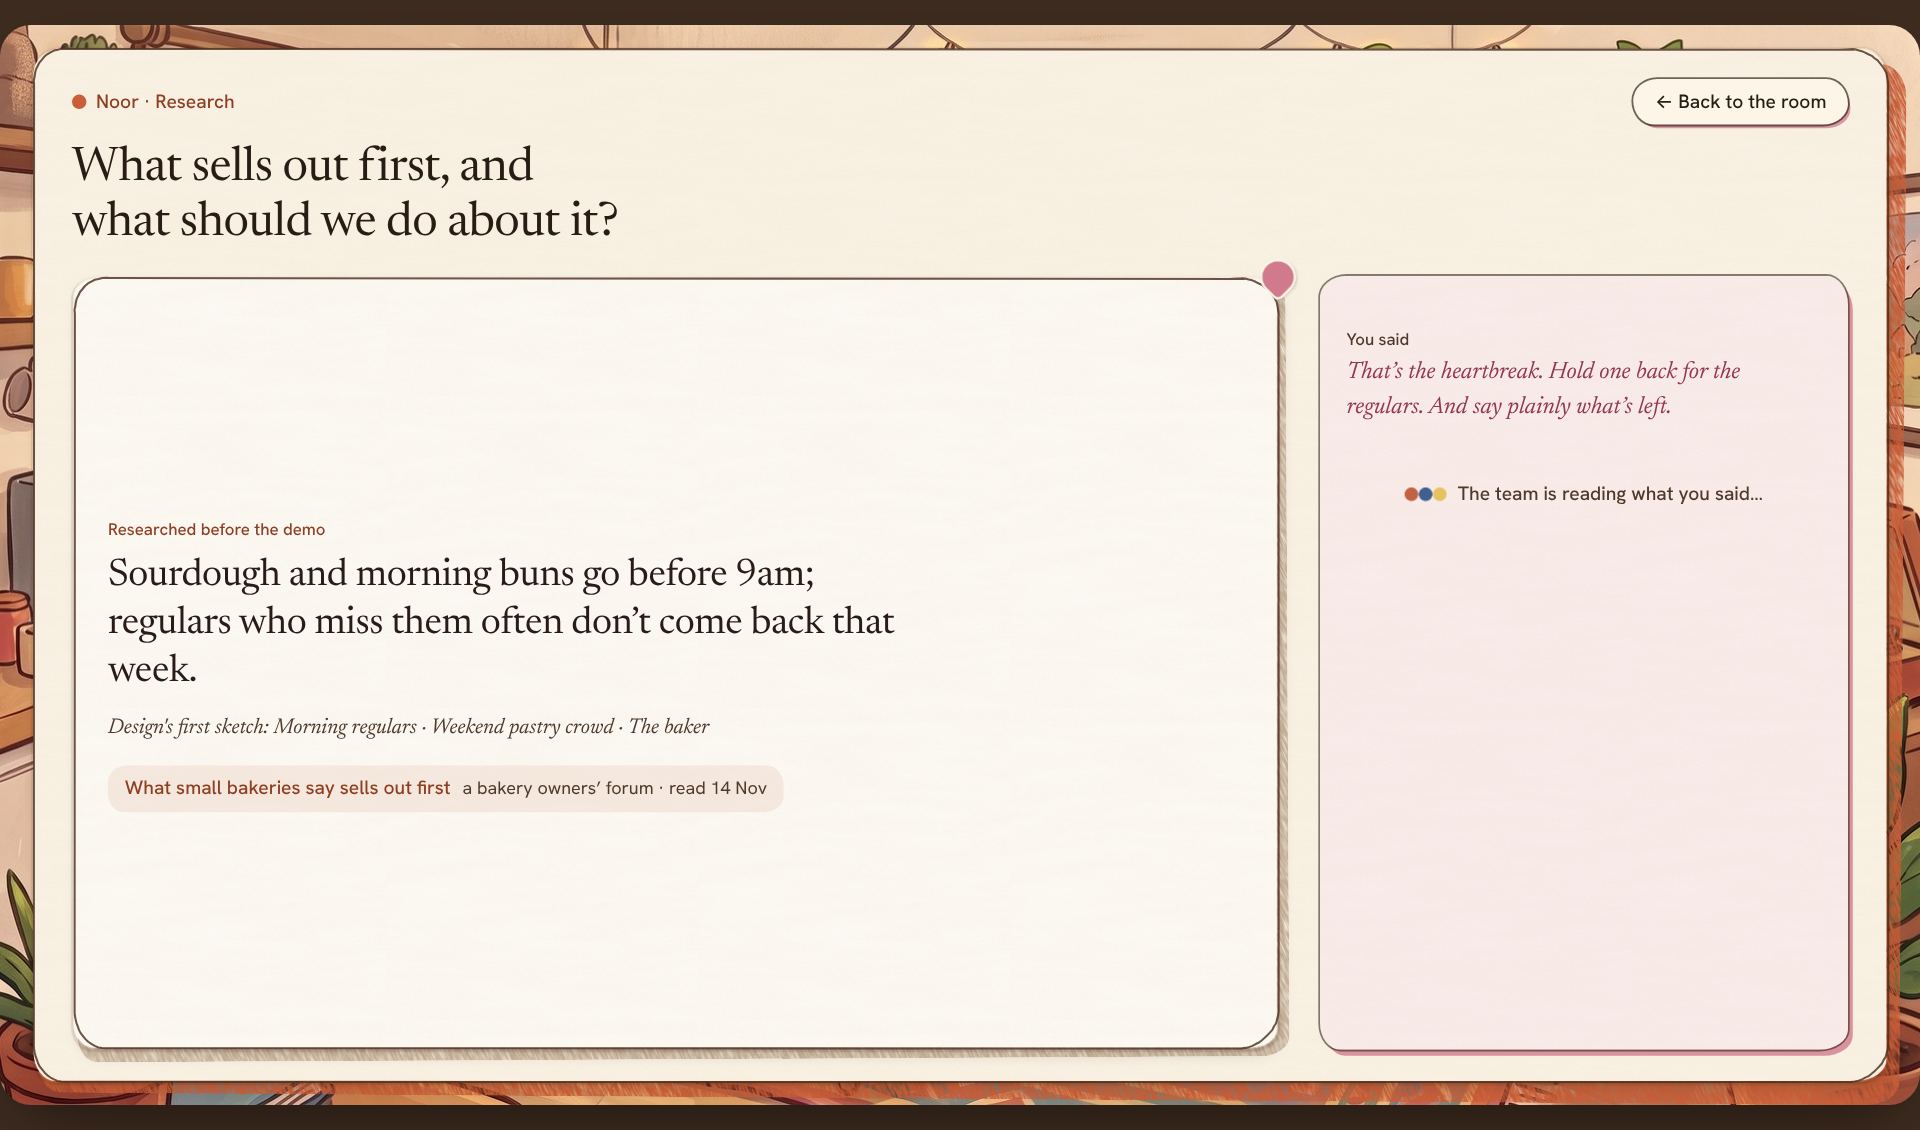 Noor · Research
← Back to the room
What sells out first, and
what should we do about it?
Researched before the demo
Sourdough and morning buns go before 9am;
regulars who miss them often don’t come back that
week.
Design's first sketch: Morning regulars · Weekend pastry crowd · The baker
What small bakeries say sells out first a bakery owners’ forum · read 14 Nov
You said
That’s the heartbreak. Hold one back for the
regulars. And say plainly what’s left.
The team is reading what you said…